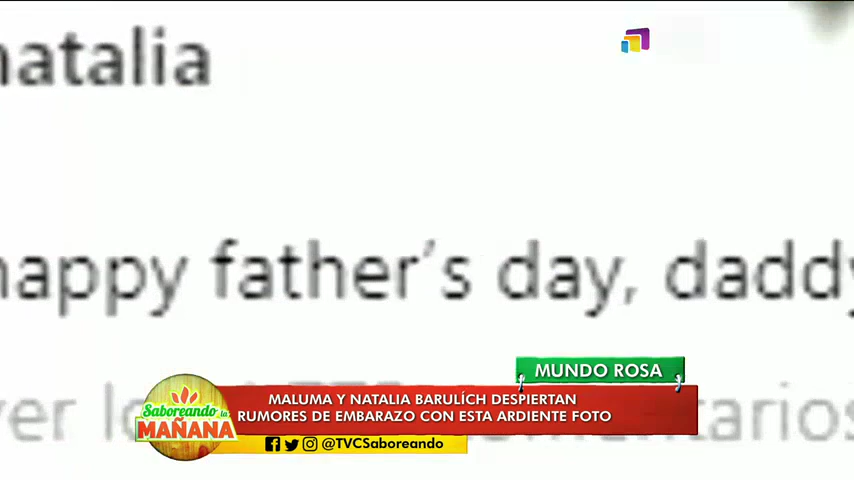 natalia
happy father's day, daddy
MUNDO ROSA
MALUMA Y NATALIA BARULÍCH DESPIERTAN
RUMORES DE EMBARAZO CON ESTA ARDIENTE FOTO
Saboreando la
MAÑANA
@TVCSaboreando